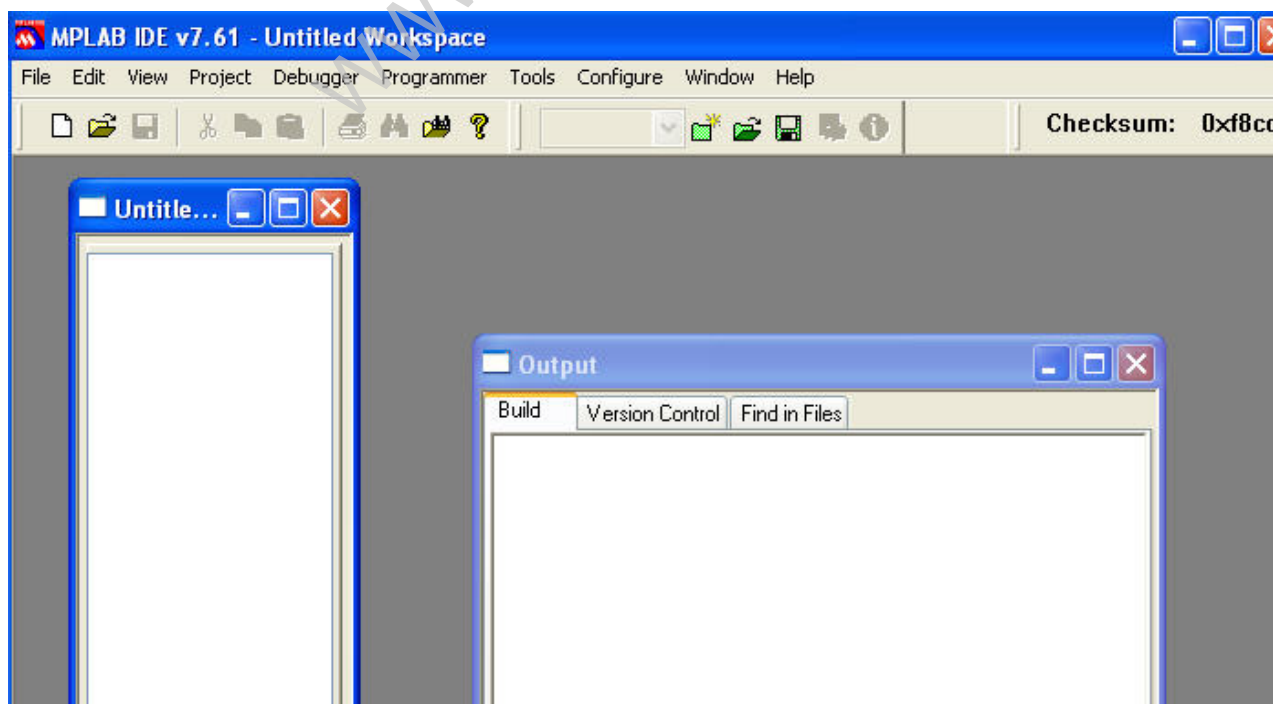 MPLAB IDE v7.61 - Untitled Workspace
File Edit View Project Debugger Programmer Tools Configure Window Help
Checksum: 0xf8cc
Untitle...
Output
Build Version Control Find in Files